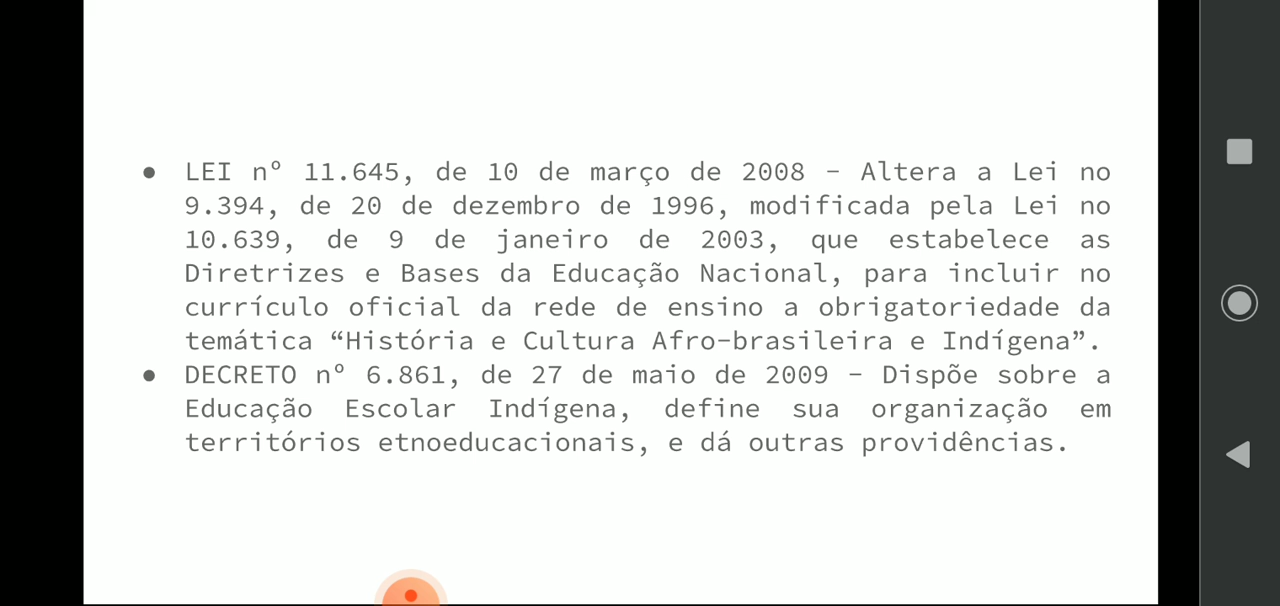 ● LEI nº 11.645, de 10 de março de 2008 – Altera a Lei no
9.394, de 20 de dezembro de 1996, modificada pela Lei no
10.639, de 9 de janeiro de 2003, que estabelece as
Diretrizes e Bases da Educação Nacional, para incluir no
currículo oficial da rede de ensino a obrigatoriedade da
temática “História e Cultura Afro-brasileira e Indígena”.
● DECRETO nº 6.861, de 27 de maio de 2009 – Dispõe sobre a
Educação Escolar Indígena, define sua organização em
territórios etnoeducacionais, e dá outras providências.